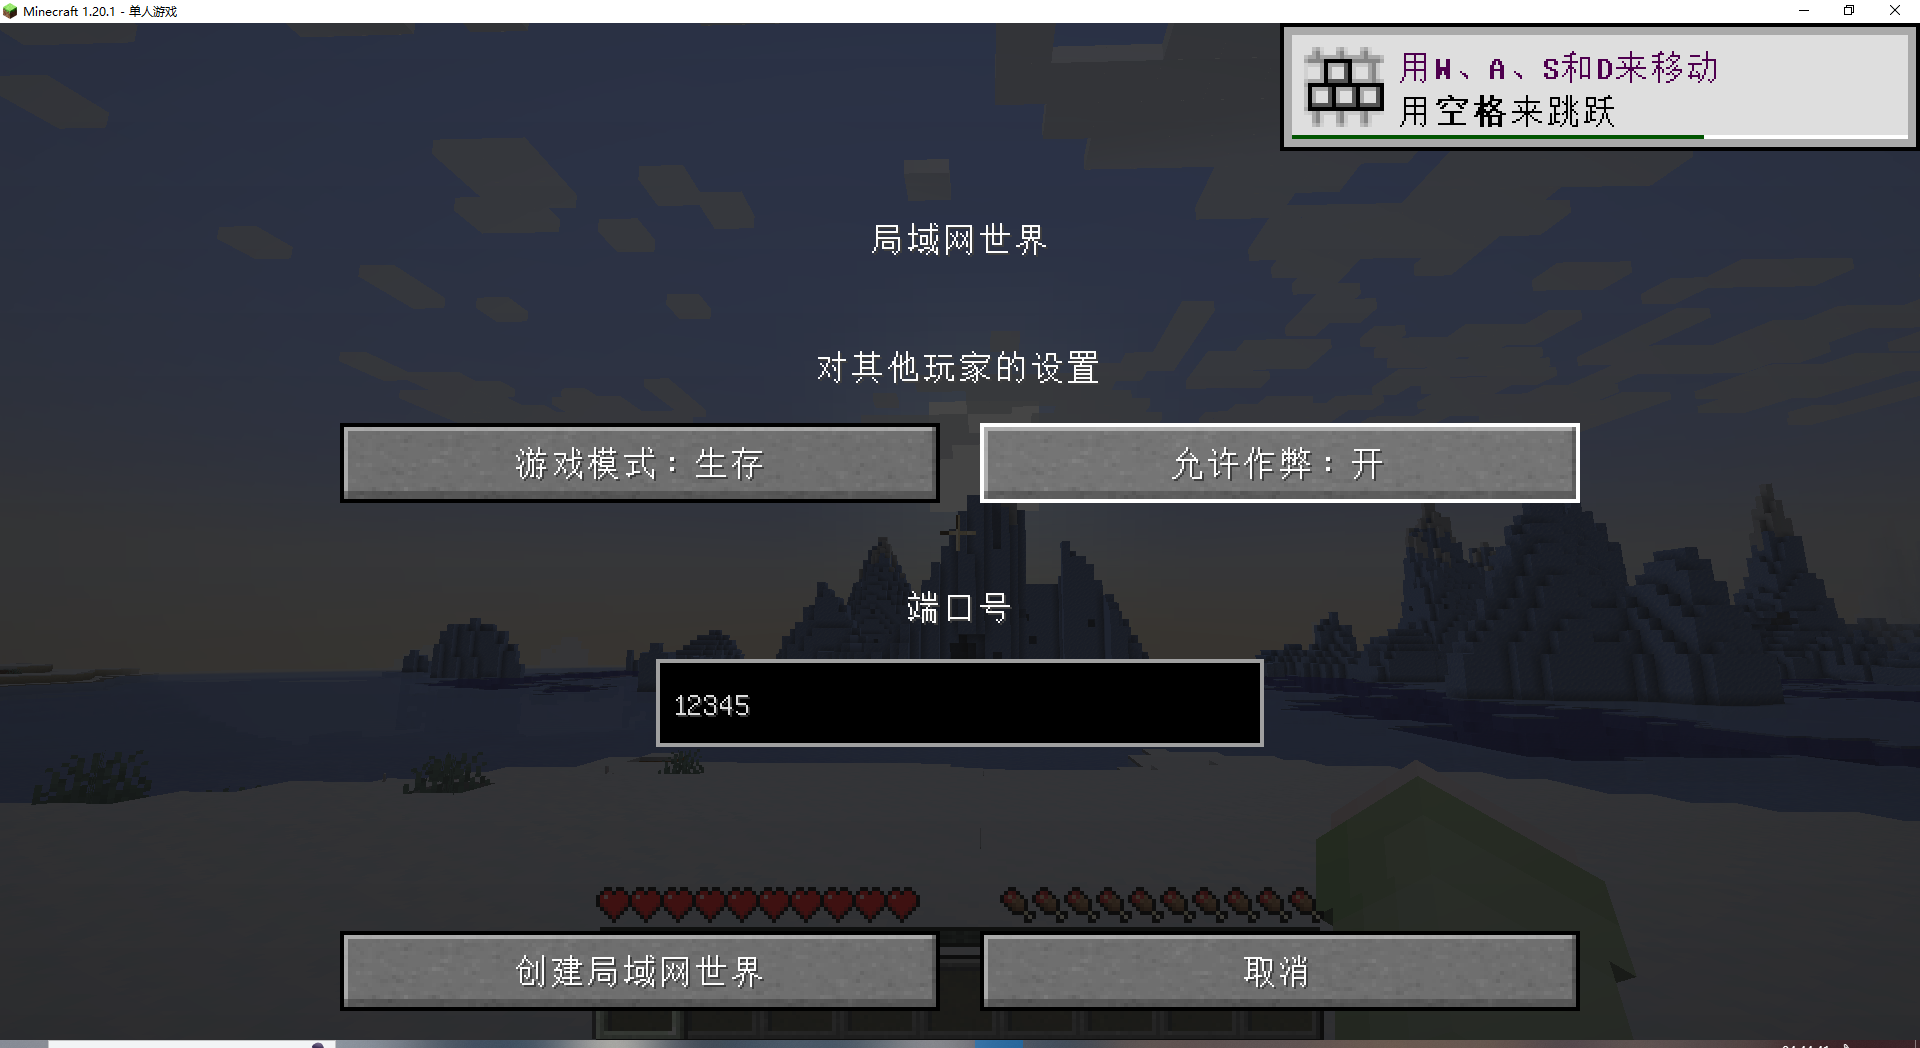 Minecraft 1.20.1 - 单人游戏
用W、A、S和D来移动
用空格来跳跃
局域网世界
对其他玩家的设置
游戏模式：生存
允许作弊：开
端口号
12345
创建局域网世界
取消